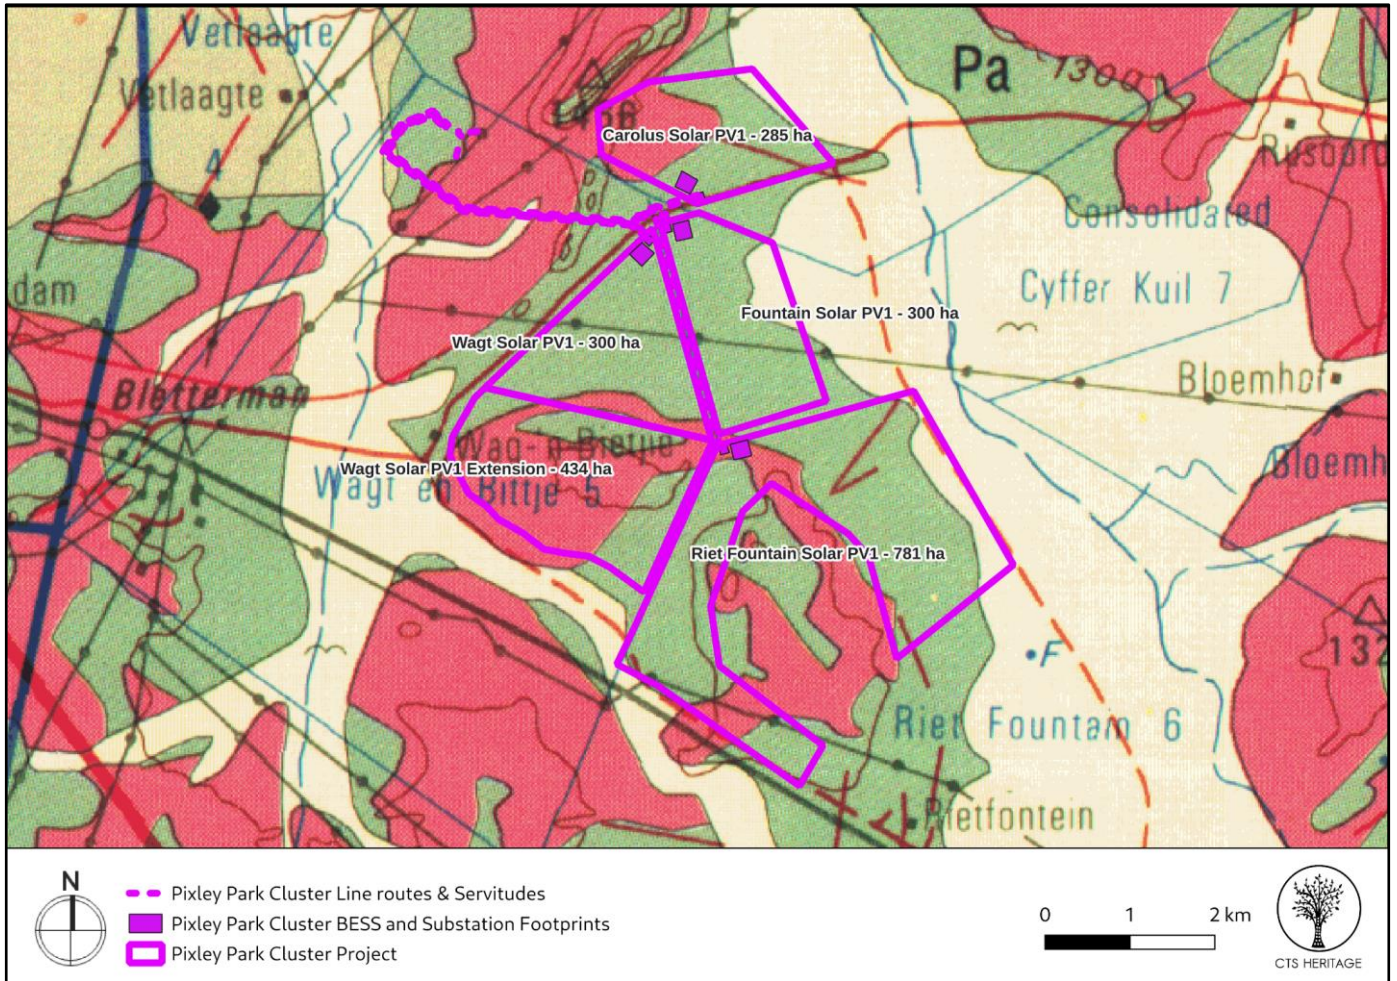 Vetlaagte
Pa
1300
Vetlaagte
1486
Carolus Solar PV1 - 285 ha
4
Consolidated
Cyffer Kuil 7
dam
Fountain Solar PV1 - 300 ha
Wagt Solar PV1 - 300 ha
Bloemhof
Bletterman
Wag-'n-Bietjie
Wagt Solar PV1 Extension - 434 ha
Bloemh
Wagt en Bittje 5
Riet Fountain Solar PV1 - 781 ha
F
132
Riet Fountain 6
Rietfontein
N
Pixley Park Cluster Line routes & Servitudes
Pixley Park Cluster BESS and Substation Footprints
Pixley Park Cluster Project
0 1 2 km
CTS HERITAGE